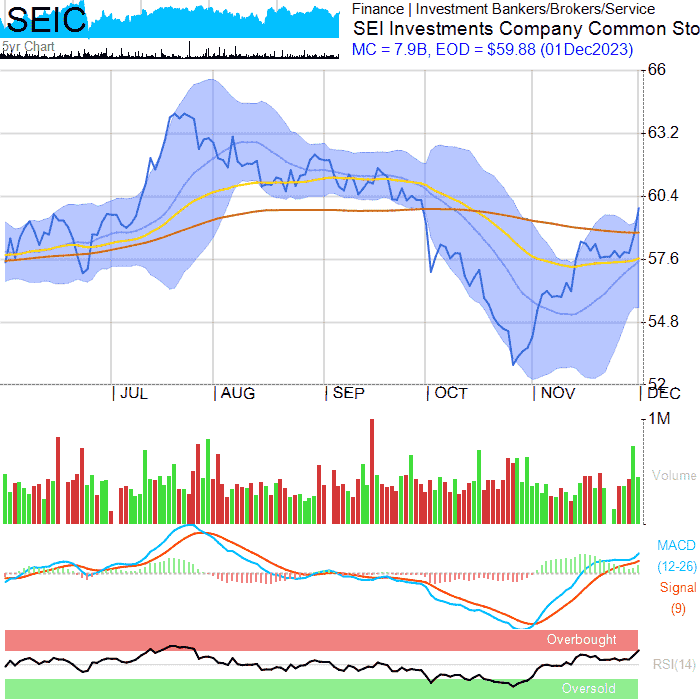 SEIC
5yr Chart
Finance | Investment Bankers/Brokers/Service
SEI Investments Company Common Sto
MC = 7.9B, EOD = $59.88 (01Dec2023)
66
63.2
60.4
57.6
54.8
52
JUL
AUG
SEP
OCT
NOV
DEC
1M
Volume
MACD
(12-26)
Signal
(9)
Overbought
RSI(14)
Oversold